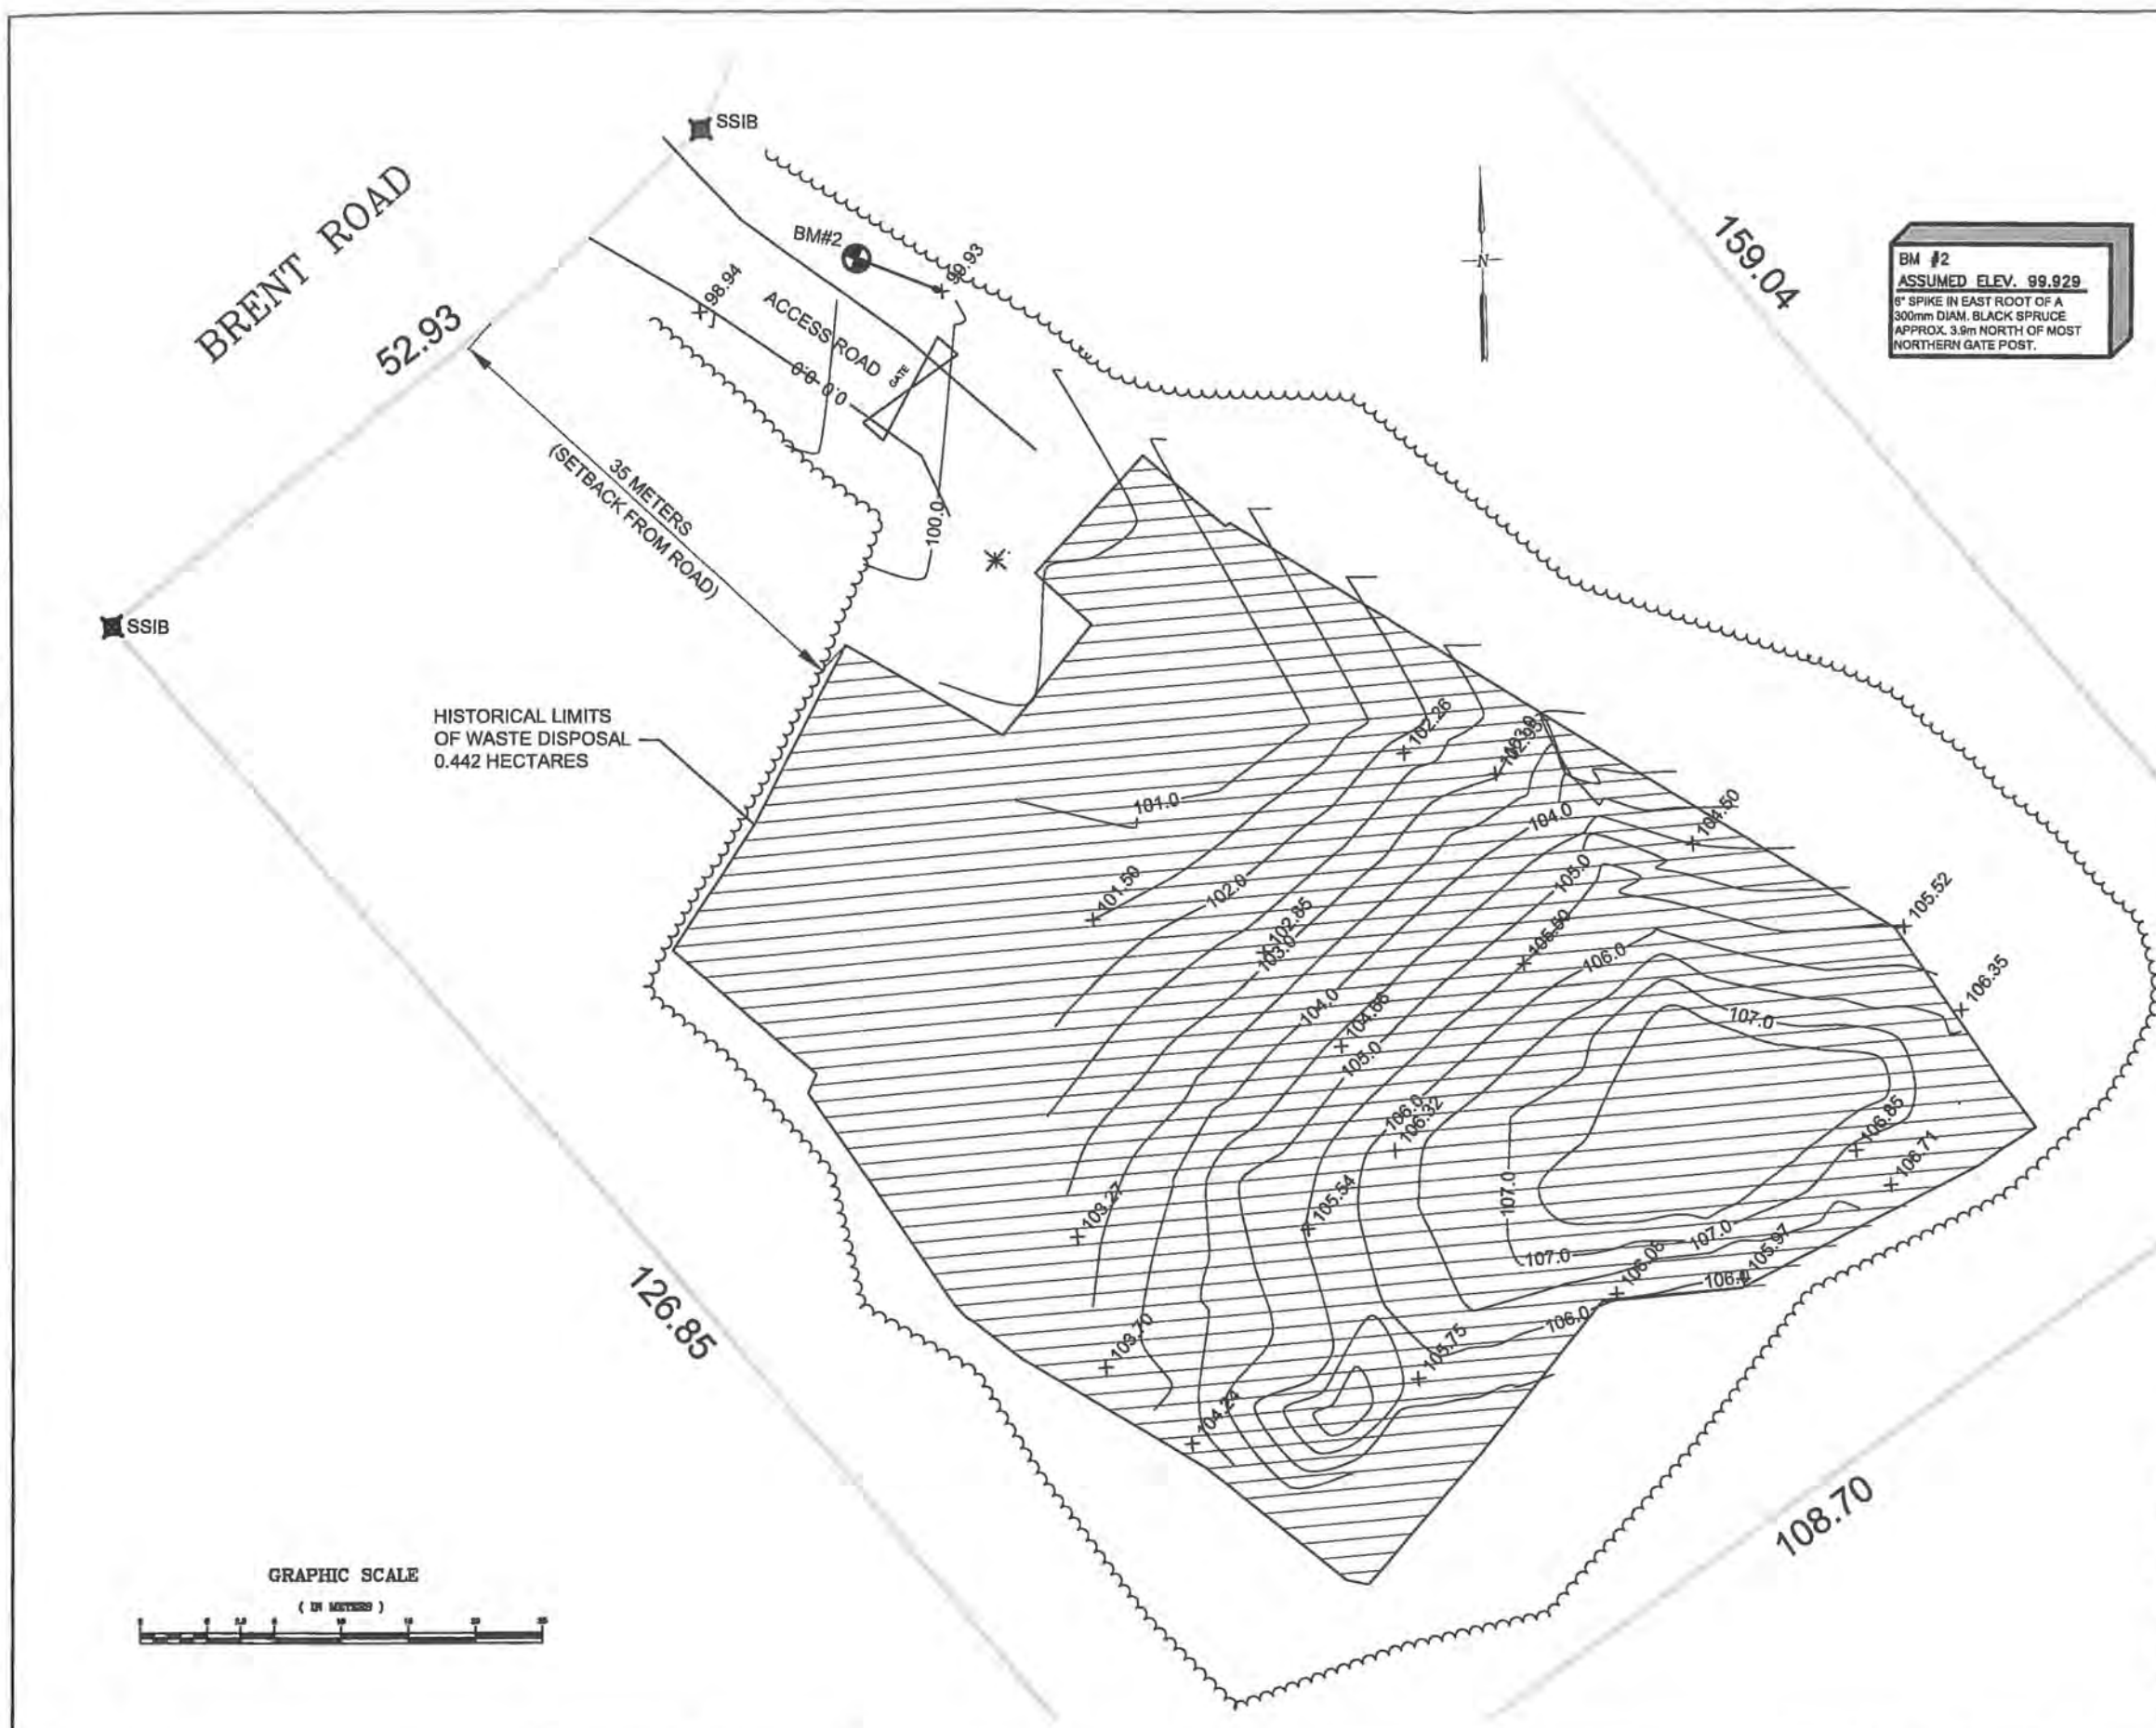 SSIB
BRENT ROAD
52.93
BM#2
99.93
98.94
ACCESS ROAD
GATE
159.04
N
BM #2
ASSUMED ELEV. 99.929
6" SPIKE IN EAST ROOT OF A
300mm DIAM. BLACK SPRUCE
APPROX. 3.9m NORTH OF MOST
NORTHERN GATE POST.
35 METERS
(SETBACK FROM ROAD)
100.0
SSIB
HISTORICAL LIMITS
OF WASTE DISPOSAL
0.442 HECTARES
102.26
101.0
104.0
104.50
101.50
102.0
105.0
102.85
103.0
105.50
105.52
106.0
106.35
104.0
104.66
105.0
107.0
106.0
106.32
106.85
106.71
103.27
105.54
107.0
107.0
107.0
106.08
105.97
106.0
103.70
105.75
104.24
126.85
108.70
GRAPHIC SCALE
( IN METERS )